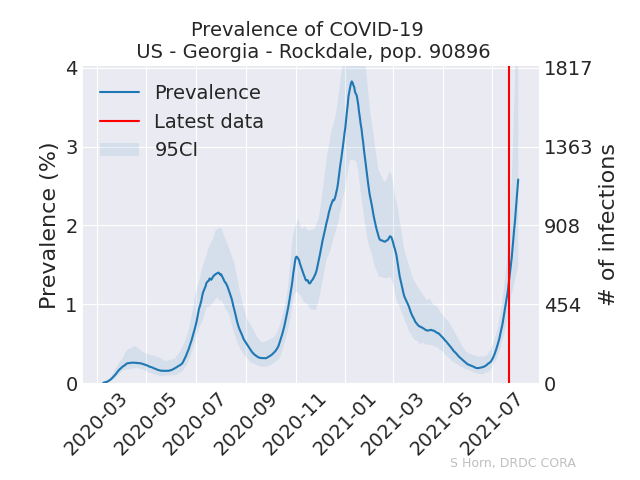 Prevalence of COVID-19
US - Georgia - Rockdale, pop. 90896
Prevalence (%)
4
3
2
1
0
Prevalence
Latest data
95CI
1817
1363
908
454
0
# of infections
2020-03
2020-05
2020-07
2020-09
2020-11
2021-01
2021-03
2021-05
2021-07
S Horn, DRDC CORA